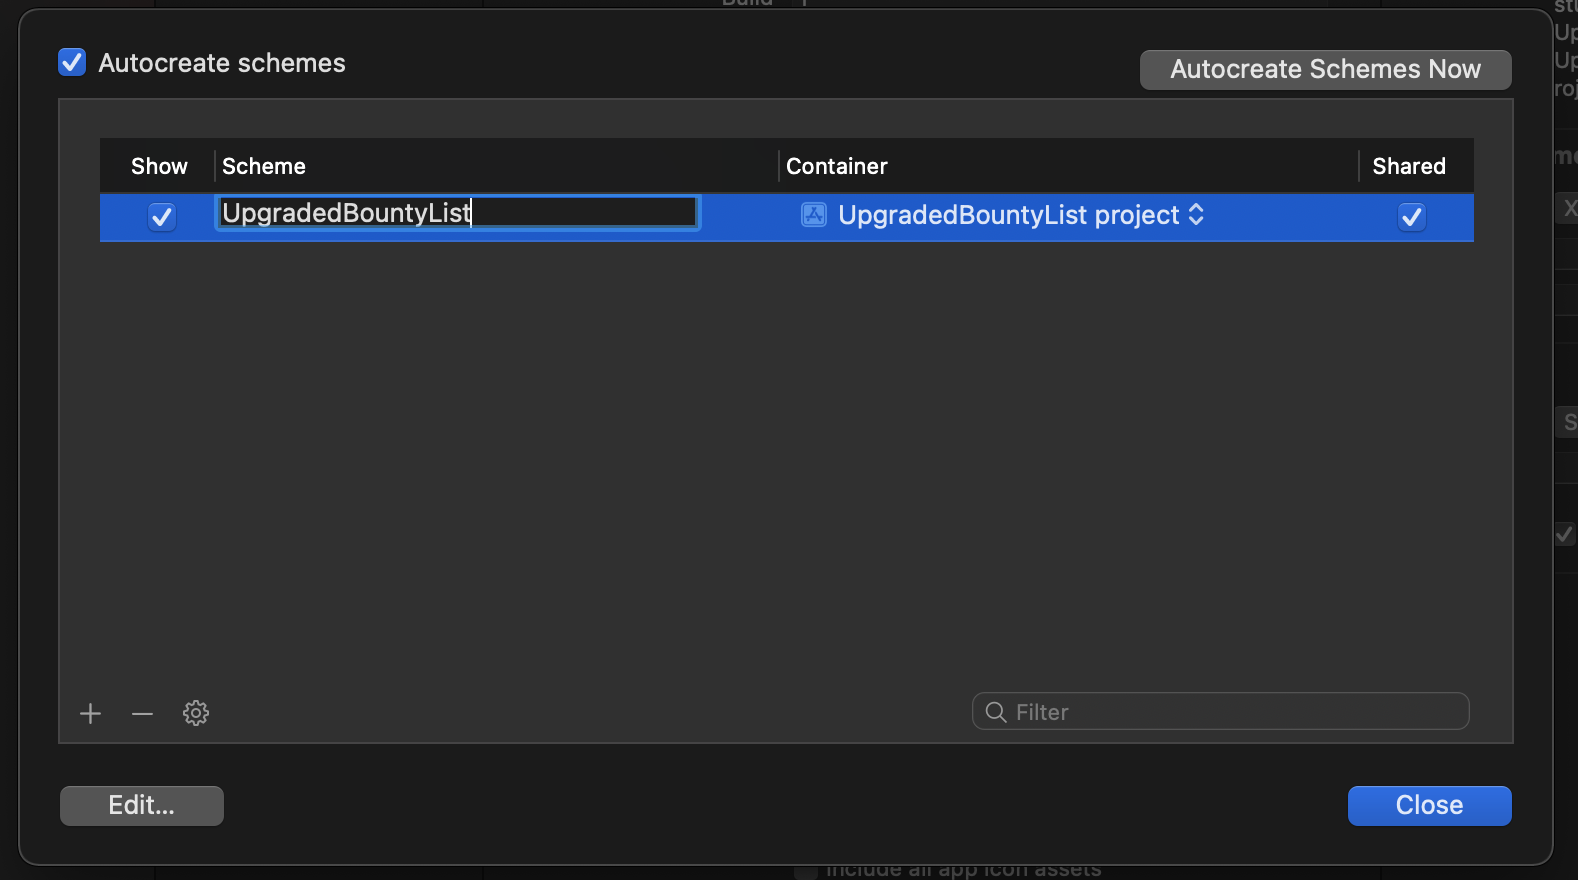 Autocreate schemes
Autocreate Schemes Now
Show Scheme Container Shared
UpgradedBountyList UpgradedBountyList project
Filter
Edit...
Close
Include all app icon assets